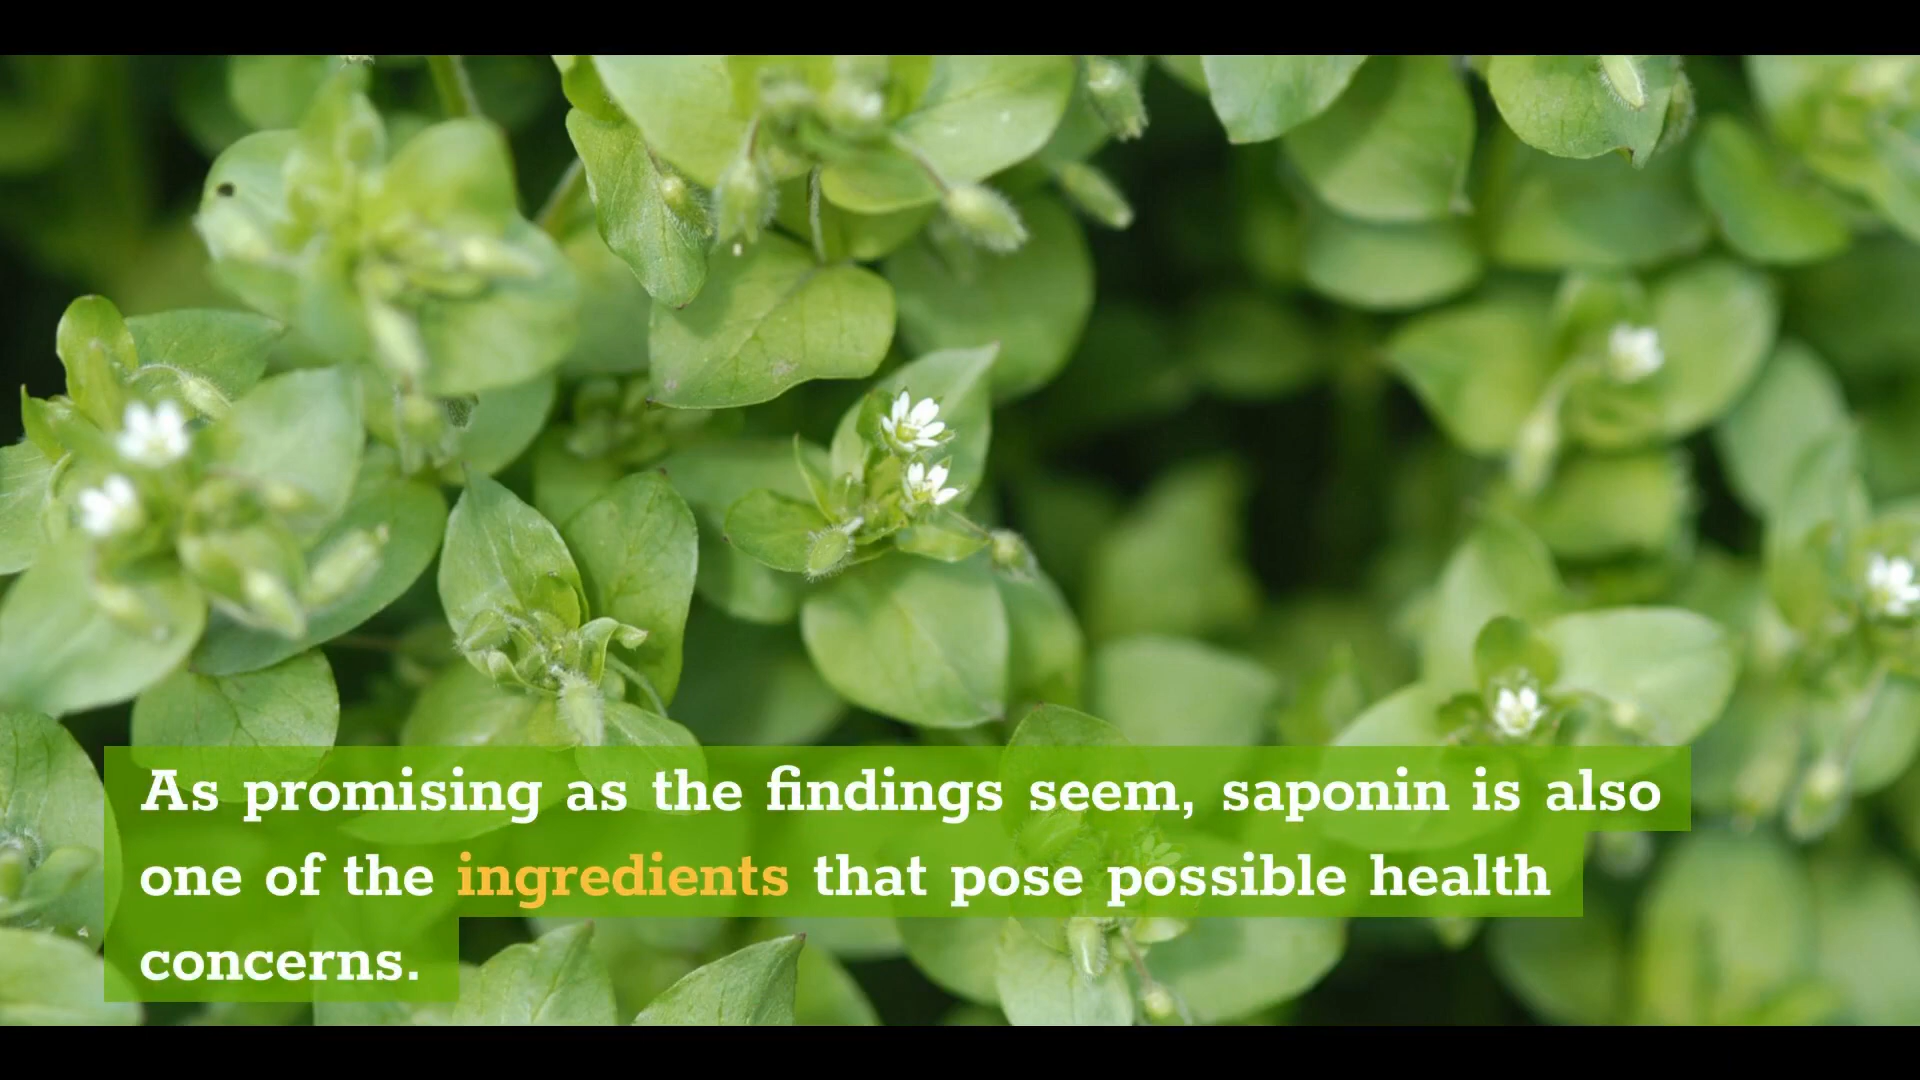 As promising as the findings seem, saponin is also
one of the ingredients that pose possible health
concerns.